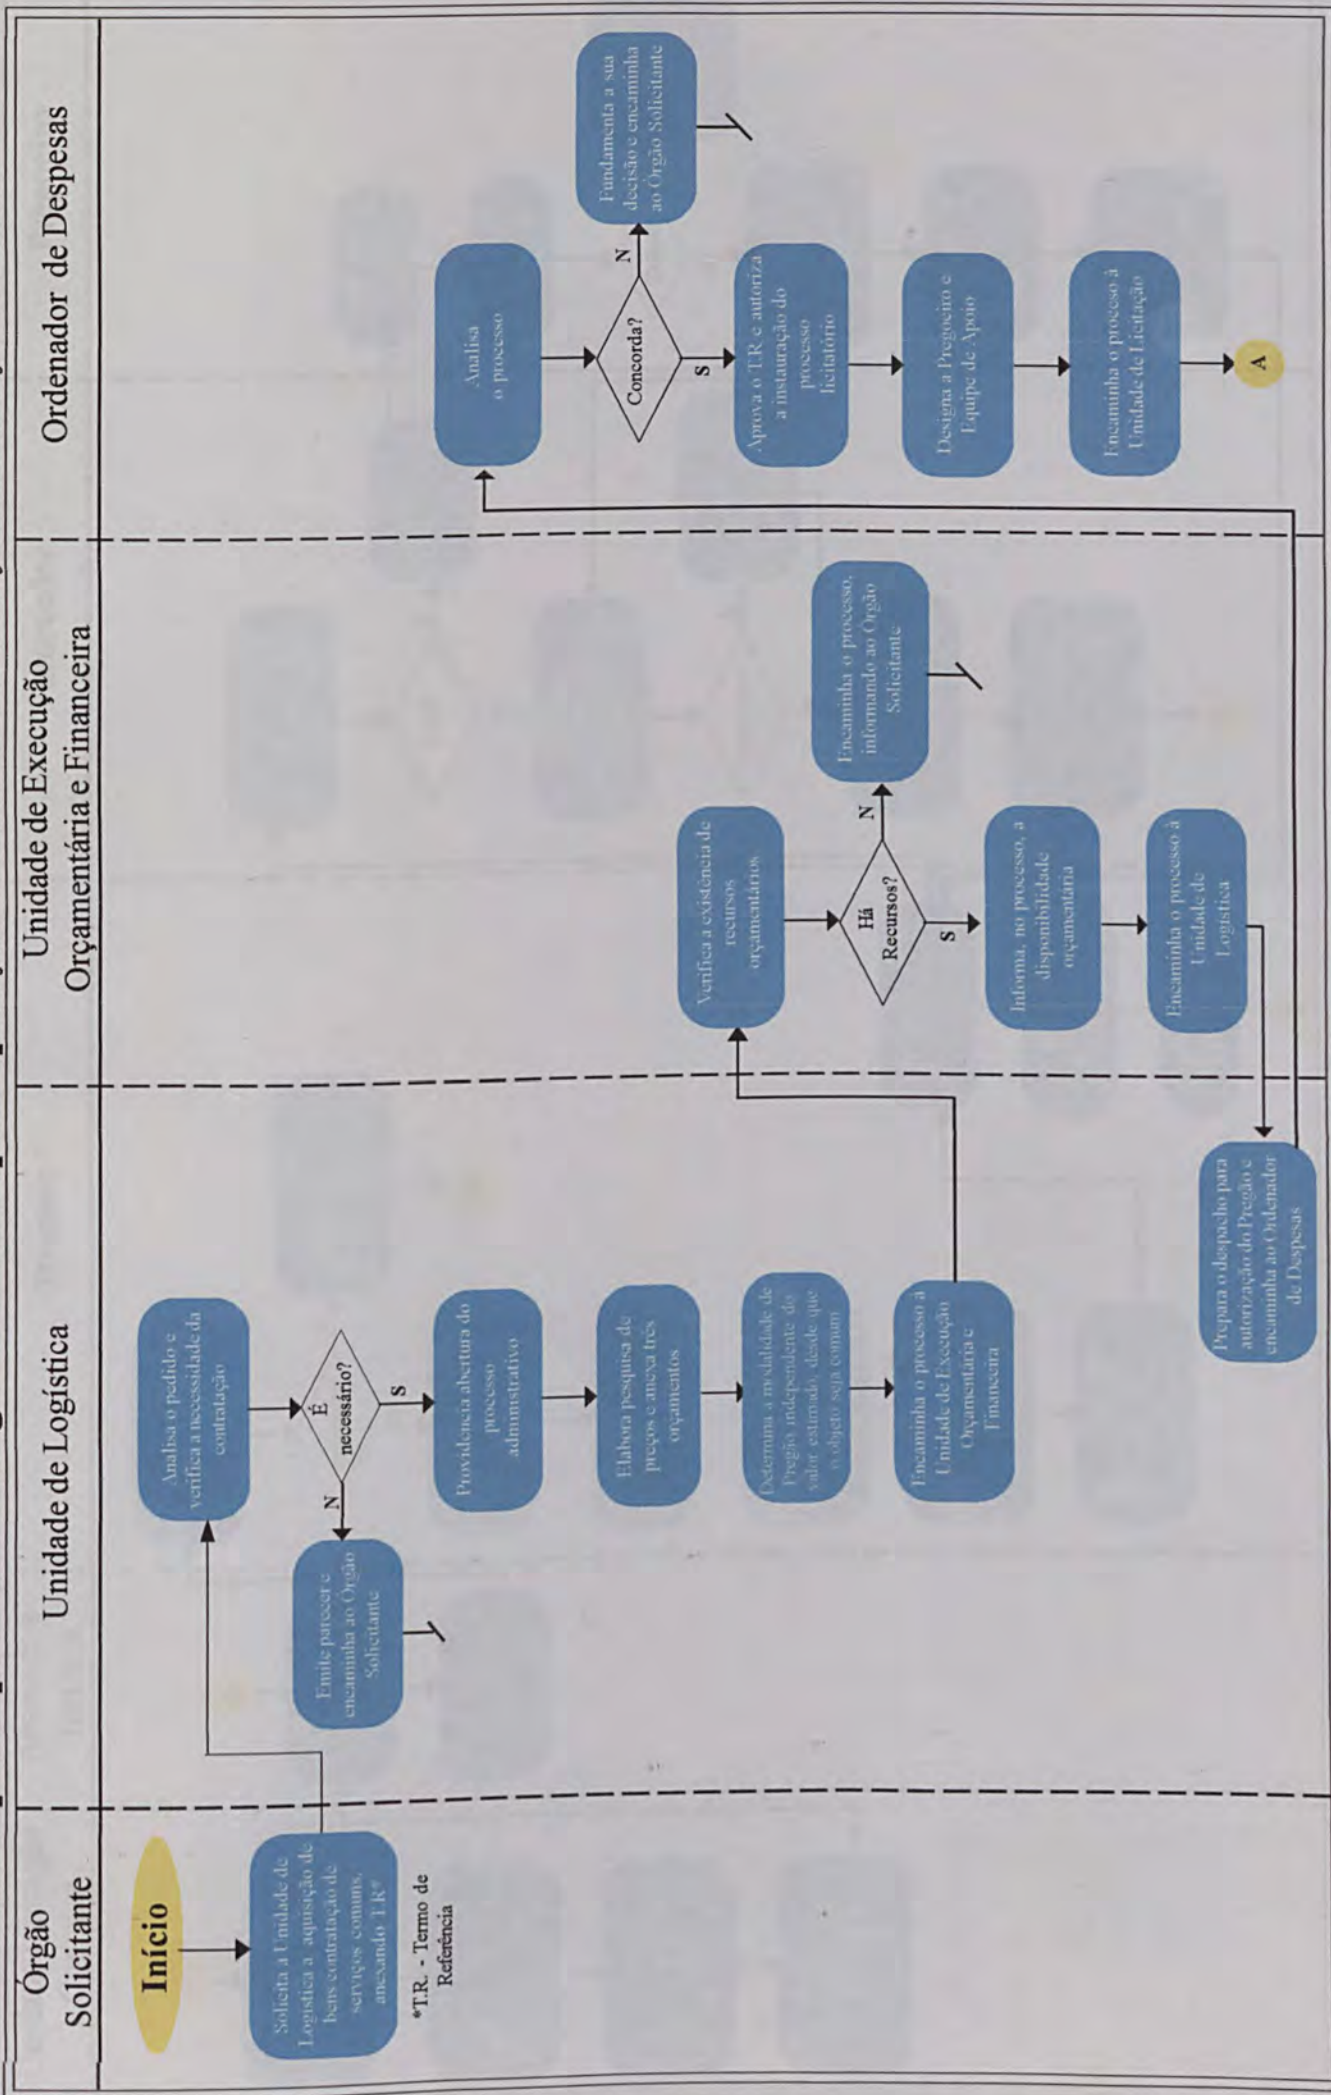 Órgão
Solicitante
Unidade de Logística
Unidade de Execução
Orçamentária e Financeira
Ordenador de Despesas
Início
Solicita a Unidade de
Logística a aquisição de
bens contratação de
serviços comuns,
anexando T.R*
*T.R. - Termo de
Referência
Analisa o pedido e
verifica a necessidade da
contratação
É
necessário?
N
S
Emite parecer e
encaminha ao Órgão
Solicitante
Providencia abertura do
processo
administrativo
Elabora pesquisa de
preços e anexa três
orçamentos
Determina a modalidade de
Pregão independente do
valor estimado, desde que
o objeto seja comum
Encaminha o processo à
Unidade de Execução
Orçamentária e
Financeira
Verifica a existência de
recursos
orçamentários
Há
Recursos?
N
S
Encaminha o processo,
informando ao Órgão
Solicitante
Informa, no processo, a
disponibilidade
orçamentária
Encaminha o processo à
Unidade de
Logística
Prepara o despacho para
autorização do Pregão e
encaminha ao Ordenador
de Despesas
Analisa
o processo
Concorda?
N
S
Fundamenta a sua
decisão e encaminha
ao Órgão Solicitante
Aprova o T.R e autoriza
a instauração do
processo
licitatório
Designa a Pregoeiro e
Equipe de Apoio
Encaminha o proceso à
Unidade de Licitação
A